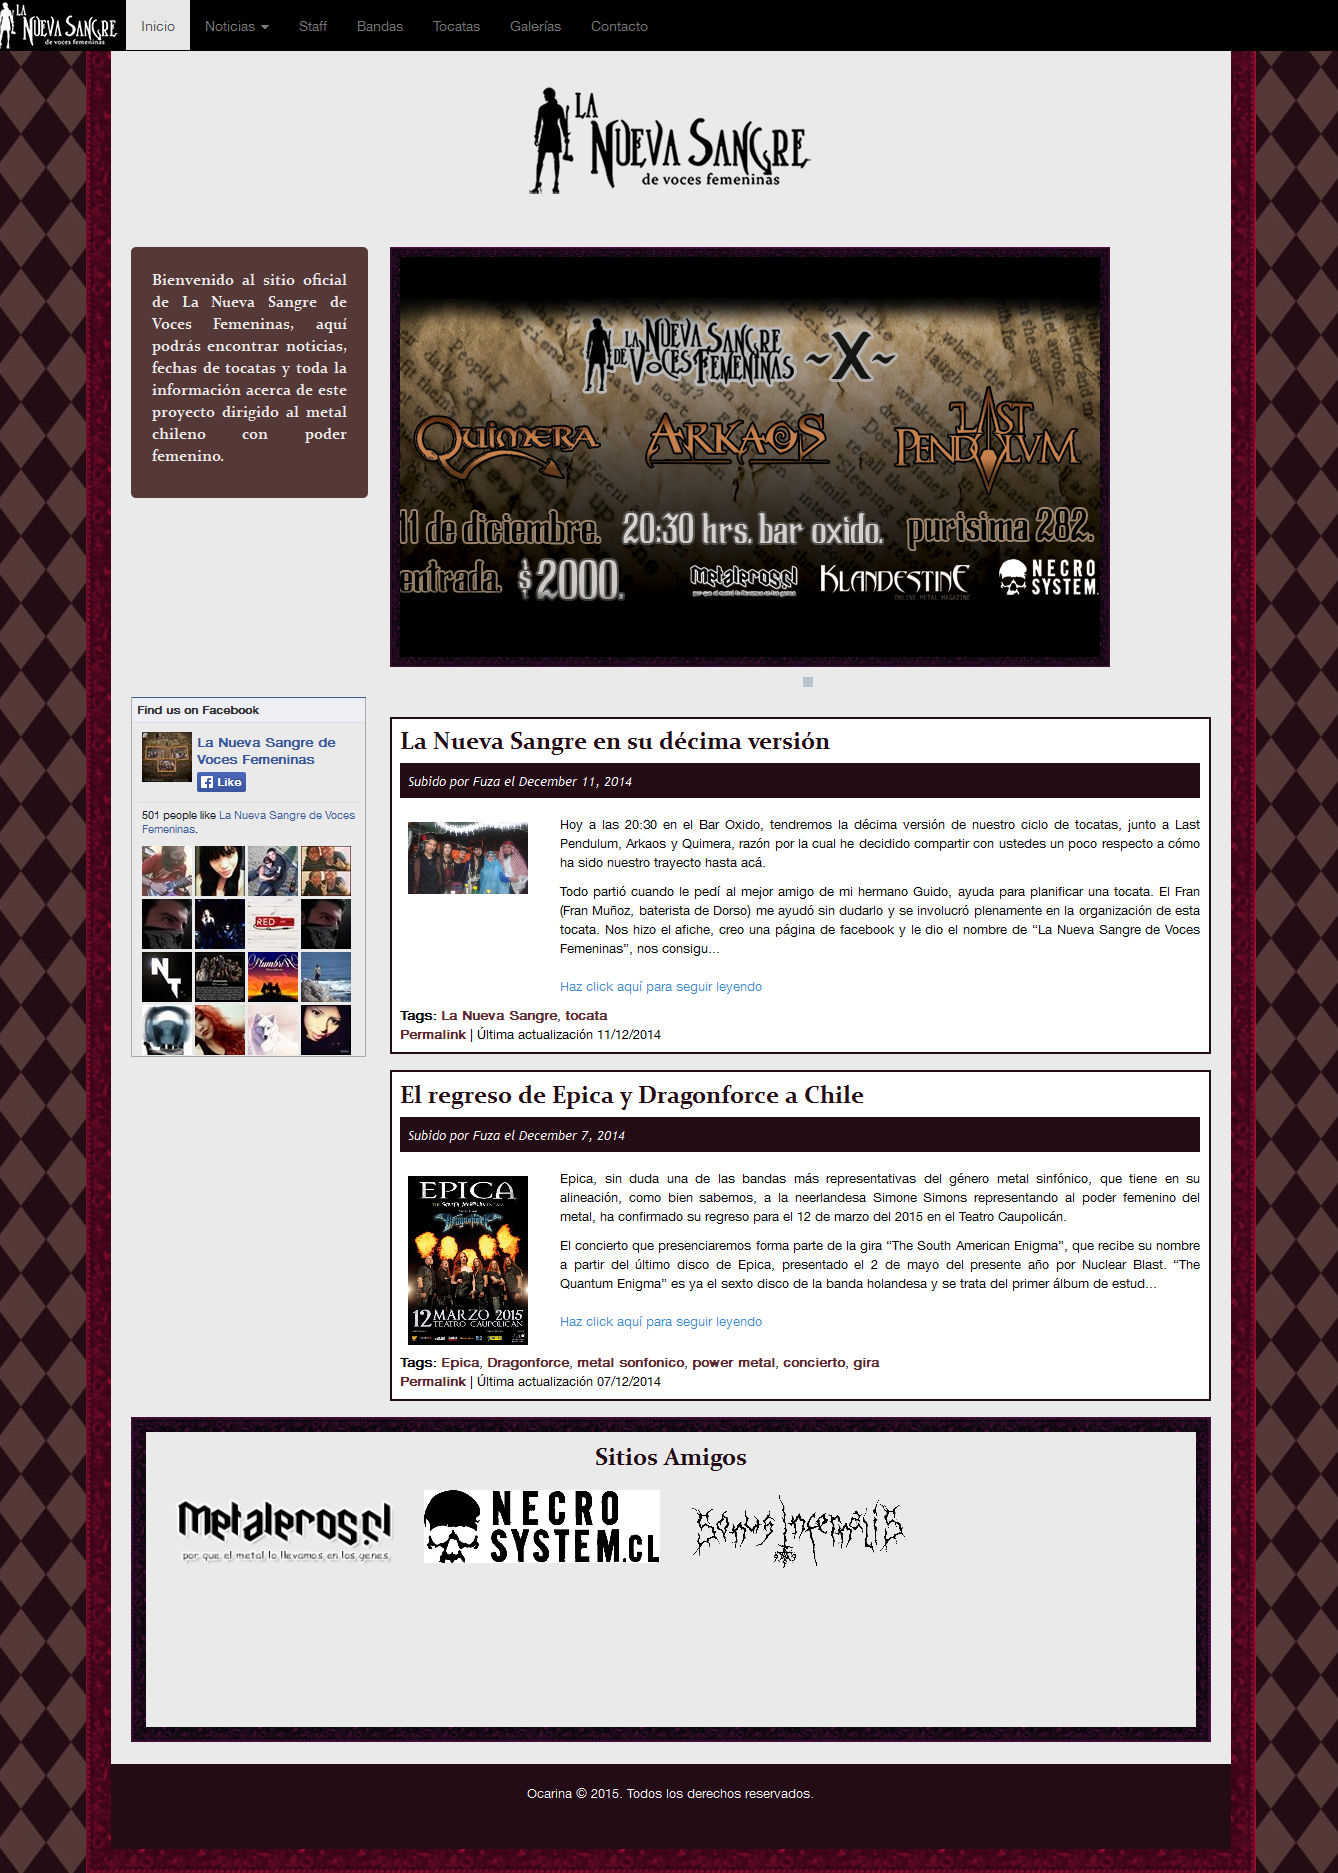 LA NUEVA SANGRE
de voces femeninas
Inicio
Noticias
Staff
Bandas
Tocatas
Galerías
Contacto
LA NUEVA SANGRE
de voces femeninas
Bienvenido al sitio oficial
de La Nueva Sangre de
Voces Femeninas, aquí
podrás encontrar noticias,
fechas de tocatas y toda la
información acerca de este
proyecto dirigido al metal
chileno con poder
femenino.
LA NUEVA SANGRE
DE VOCES FEMENINAS ~X~
QUIMERA ARKAOS LAST PENDULVM
11 de diciembre. 20:30 hrs. bar oxido. purisima 282.
entrada. $2000.
metaleros.cl
por que el metal lo llevamos en los genes
KLANDESTINE
ONLINE METAL MAGAZINE
NECRO
SYSTEM.
Find us on Facebook
La Nueva Sangre de
Voces Femeninas
Like
501 people like La Nueva Sangre de Voces
Femeninas.
RED
NT
La Nueva Sangre en su décima versión
Subido por Fuza el December 11, 2014
Hoy a las 20:30 en el Bar Oxido, tendremos la décima versión de nuestro ciclo de tocatas, junto a Last
Pendulum, Arkaos y Quimera, razón por la cual he decidido compartir con ustedes un poco respecto a cómo
ha sido nuestro trayecto hasta acá.
Todo partió cuando le pedí al mejor amigo de mi hermano Guido, ayuda para planificar una tocata. El Fran
(Fran Muñoz, baterista de Dorso) me ayudó sin dudarlo y se involucró plenamente en la organización de esta
tocata. Nos hizo el afiche, creo una página de facebook y le dio el nombre de “La Nueva Sangre de Voces
Femeninas”, nos consigu...
Haz click aquí para seguir leyendo
Tags: La Nueva Sangre, tocata
Permalink | Última actualización 11/12/2014
El regreso de Epica y Dragonforce a Chile
Subido por Fuza el December 7, 2014
EPICA
DragonForce
12 MARZO 2015
TEATRO CAUPOLICAN
Epica, sin duda una de las bandas más representativas del género metal sinfónico, que tiene en su
alineación, como bien sabemos, a la neerlandesa Simone Simons representando al poder femenino del
metal, ha confirmado su regreso para el 12 de marzo del 2015 en el Teatro Caupolicán.
El concierto que presenciaremos forma parte de la gira “The South American Enigma”, que recibe su nombre
a partir del último disco de Epica, presentado el 2 de mayo del presente año por Nuclear Blast. “The
Quantum Enigma” es ya el sexto disco de la banda holandesa y se trata del primer álbum de estud...
Haz click aquí para seguir leyendo
Tags: Epica, Dragonforce, metal sonfonico, power metal, concierto, gira
Permalink | Última actualización 07/12/2014
Sitios Amigos
metaleros.cl
por que el metal lo llevamos en los genes.
NECRO
SYSTEM.CL
Sonus Infernalis
Ocarina © 2015. Todos los derechos reservados.